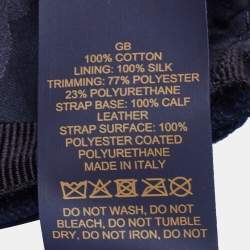 GB
100% COTTON
LINING: 100% SILK
TRIMMING: 77% POLYESTER
23% POLYURETHANE
STRAP BASE: 100% CALF
LEATHER
STRAP SURFACE: 100%
POLYESTER COATED
POLYURETHANE
MADE IN ITALY
DO NOT WASH, DO NOT
BLEACH, DO NOT TUMBLE
DRY, DO NOT IRON, DO NOT